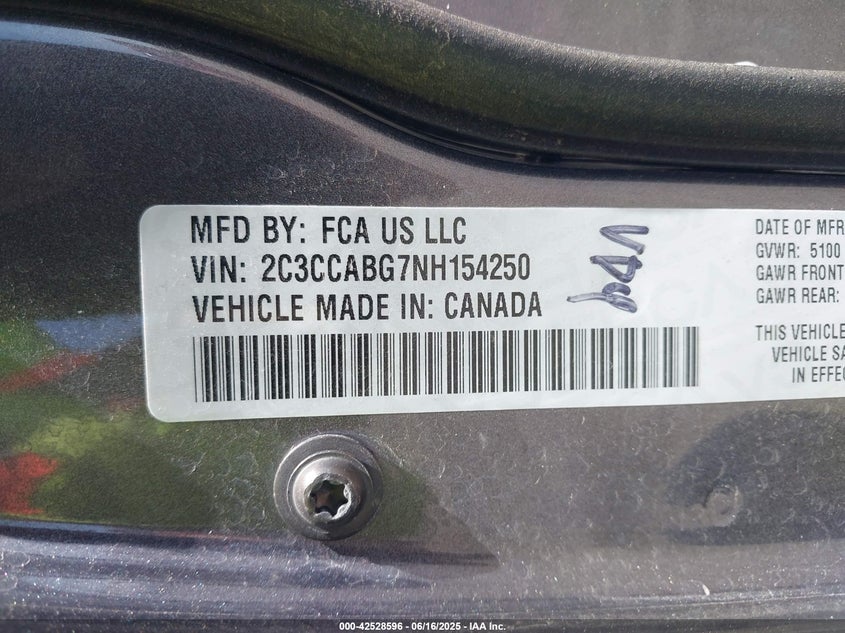 MFD BY: FCA US LLC
VIN: 2C3CCABG7NH154250
VEHICLE MADE IN: CANADA
DATE OF MFR
GVWR: 5100
GAWR FRONT
GAWR REAR:
THIS VEHICLE
VEHICLE SA
IN EFFEC
000-42528596 - 06/16/2025 - IAA Inc.